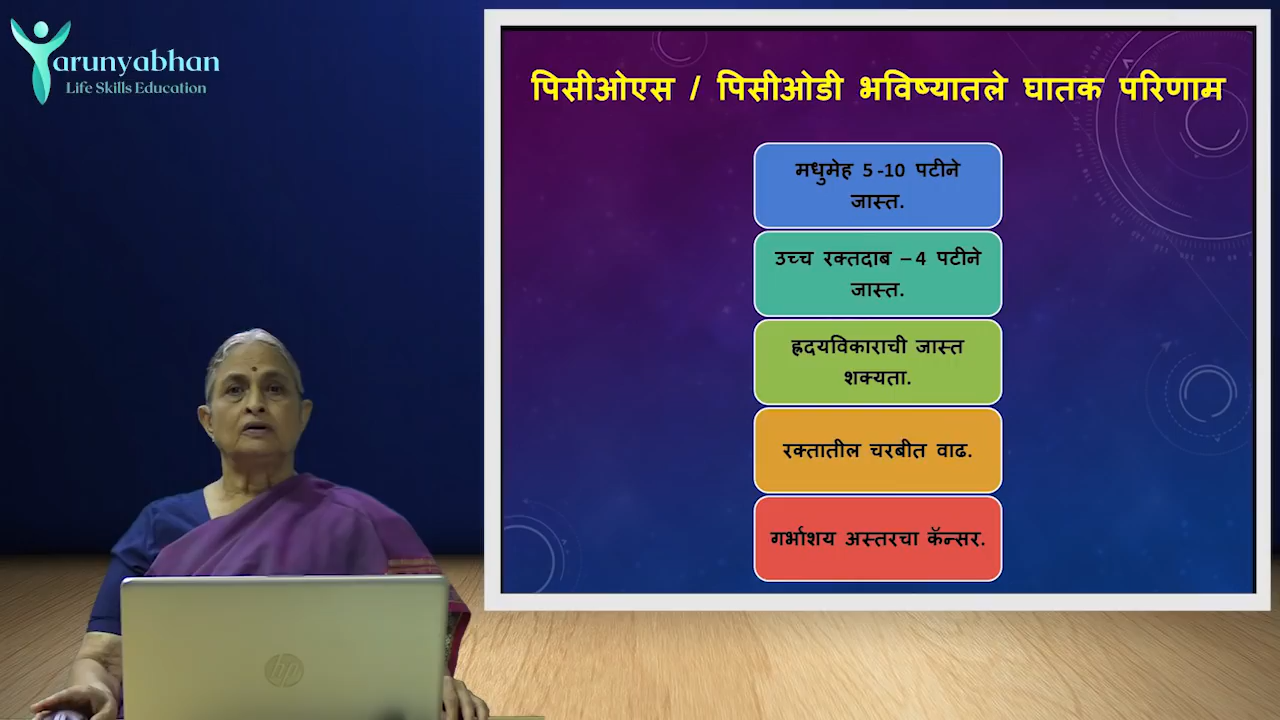 Tarunyabhan
Life Skills Education
पिसीओएस / पिसीओडी भविष्यातले घातक परिणाम
मधुमेह 5 -10 पटीने
जास्त.
उच्च रक्तदाब – 4 पटीने
जास्त.
ह्रदयविकाराची जास्त
शक्यता.
रक्तातील चरबीत वाढ.
गर्भाशय अस्तरचा कॅन्सर.
hp